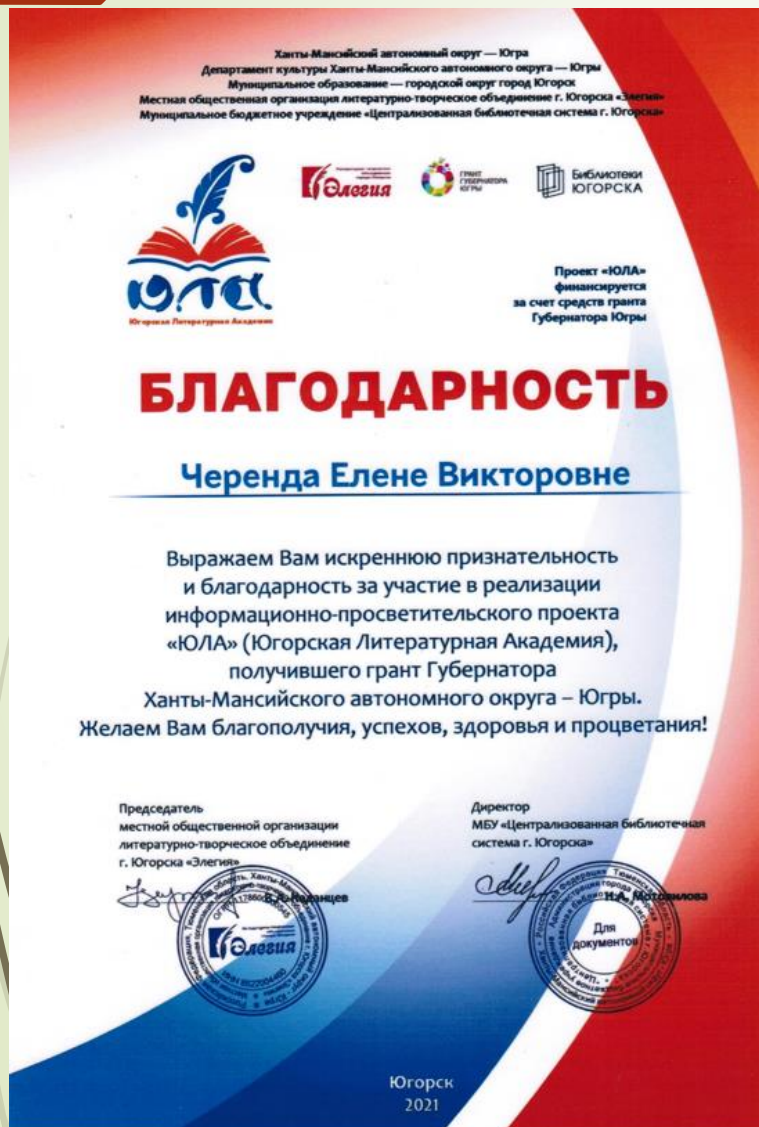 Ханты-Мансийский автономный округ — Югра
Департамент культуры Ханты-Мансийского автономного округа — Югры
Муниципальное образование — городской округ город Югорск
Местная общественная организация литературно-творческое объединение г. Югорска «Элегия»
Муниципальное бюджетное учреждение «Централизованная библиотечная система г. Югорска»
Элегия
ГРАНТ
ГУБЕРНАТОРА
ЮГРЫ
Библиотеки
ЮГОРСКА
ЮЛА
Югорская Литературная Академия
Проект «ЮЛА»
финансируется
за счет средств гранта
Губернатора Югры
БЛАГОДАРНОСТЬ
Черенда Елене Викторовне
Выражаем Вам искреннюю признательность
и благодарность за участие в реализации
информационно-просветительского проекта
«ЮЛА» (Югорская Литературная Академия),
получившего грант Губернатора
Ханты-Мансийского автономного округа – Югры.
Желаем Вам благополучия, успехов, здоровья и процветания!
Председатель
местной общественной организации
литературно-творческое объединение
г. Югорска «Элегия»
Директор
МБУ «Централизованная библиотечная
система г. Югорска»
Н.А. Мотовилова
Элегия
Для
документов
Югорск
2021